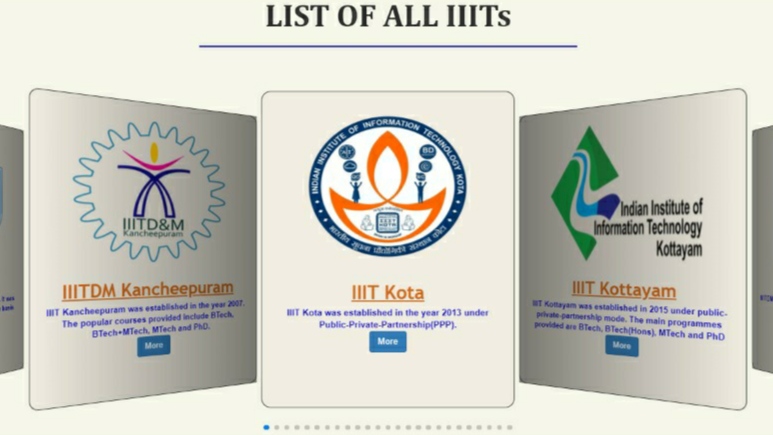 LIST OF ALL IIITs
IIITD&M
Kancheepuram
IIITDM Kancheepuram
IIIT Kancheepuram was established in the year 2007.
The popular courses provided include BTech,
BTech+MTech, MTech and PhD.
More
INDIAN INSTITUTE OF INFORMATION TECHNOLOGY KOTA
भारतीय सूचना प्रौद्योगिकी संस्थान कोटा
IIIT Kota
IIIT Kota was established in the year 2013 under
Public-Private-Partnership(PPP).
More
Indian Institute of
Information Technology
Kottayam
IIIT Kottayam
IIIT Kottayam was established in 2015 under public-
private-partnership mode. The main programmes
provided are BTech, BTech(Hons), MTech and PhD
More